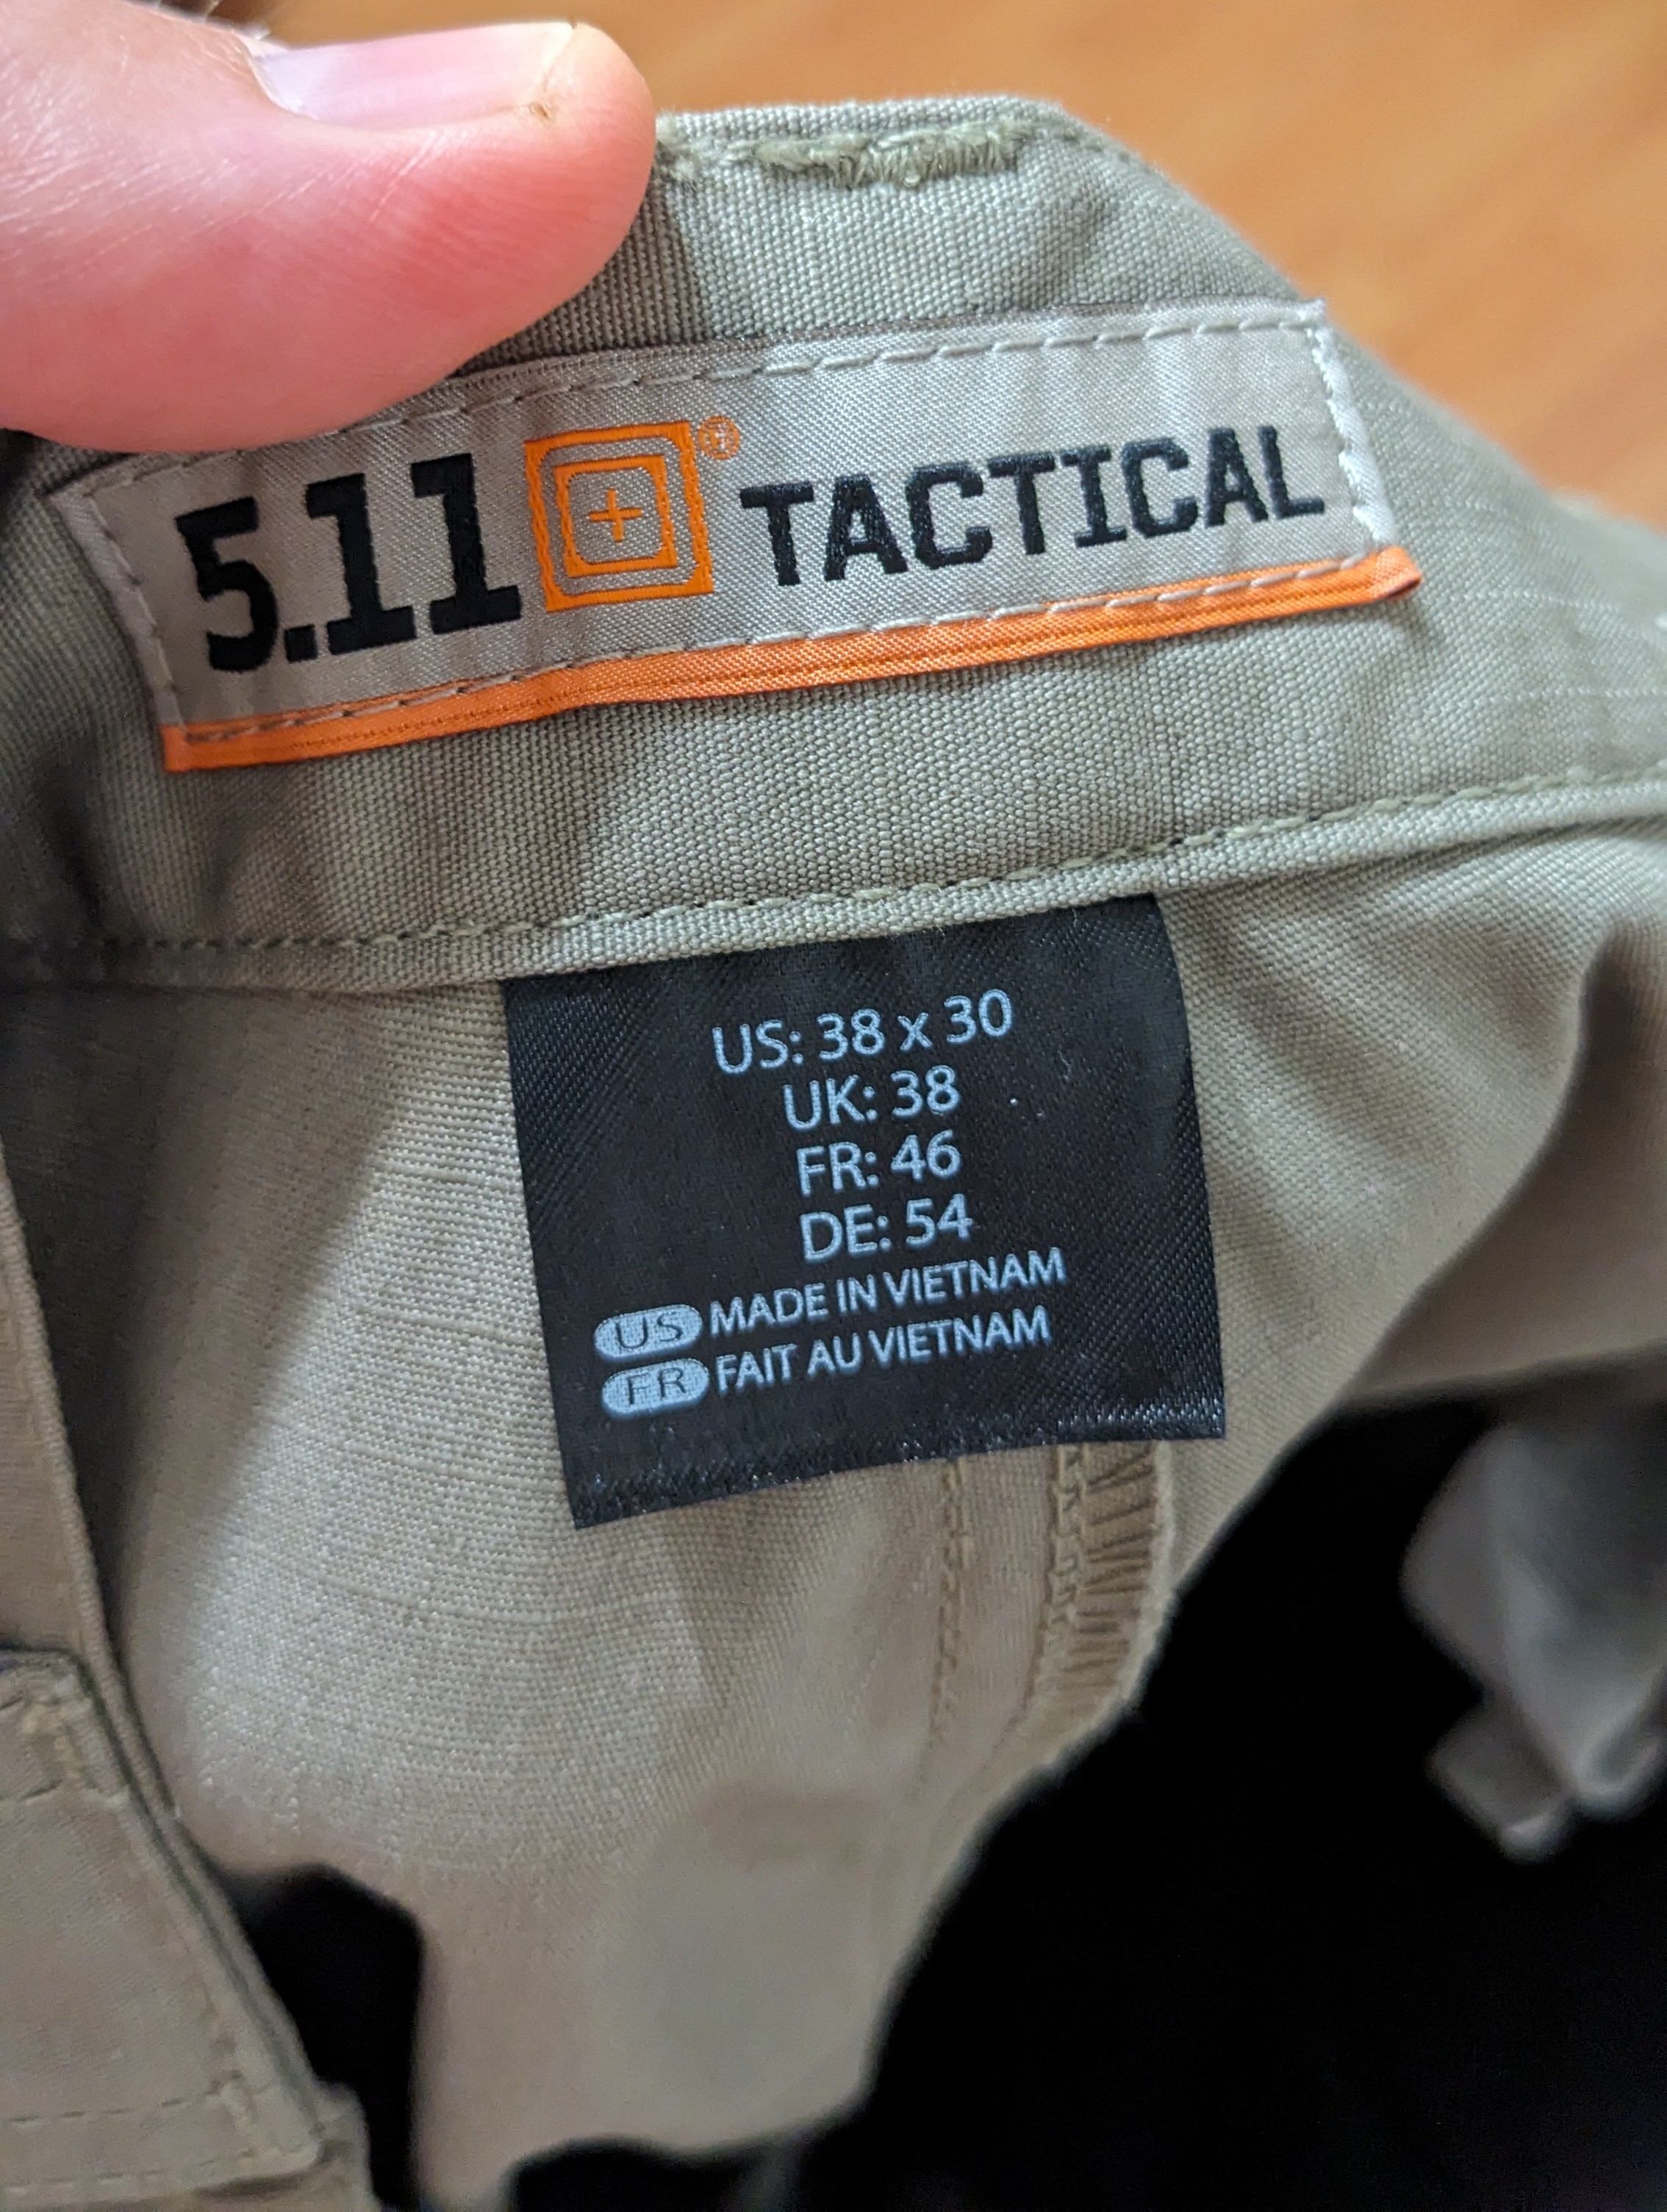 5.11 ® TACTICAL
US: 38 x 30
UK: 38
FR: 46
DE: 54
US MADE IN VIETNAM
FR FAIT AU VIETNAM